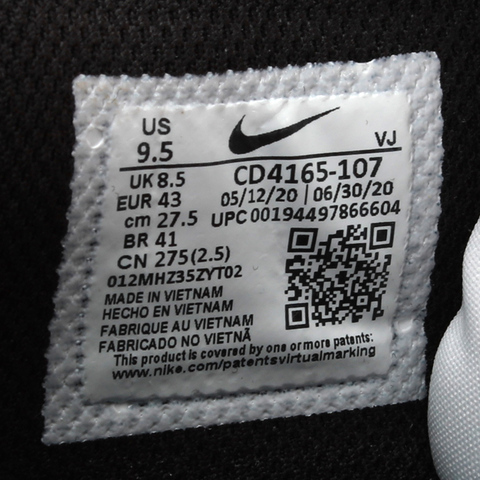 US
9.5
VJ
UK 8.5
CD4165-107
EUR 43
05/12/20 | 06/30/20
cm 27.5
UPC 00194497866604
BR 41
CN 275(2.5)
012MHZ35ZYT02
MADE IN VIETNAM
HECHO EN VIETNAM
FABRIQUE AU VIETNAM
FABRICADO NO VIETNÃ
This product is covered by one or more patents:
www.nike.com/patentsvirtualmarking